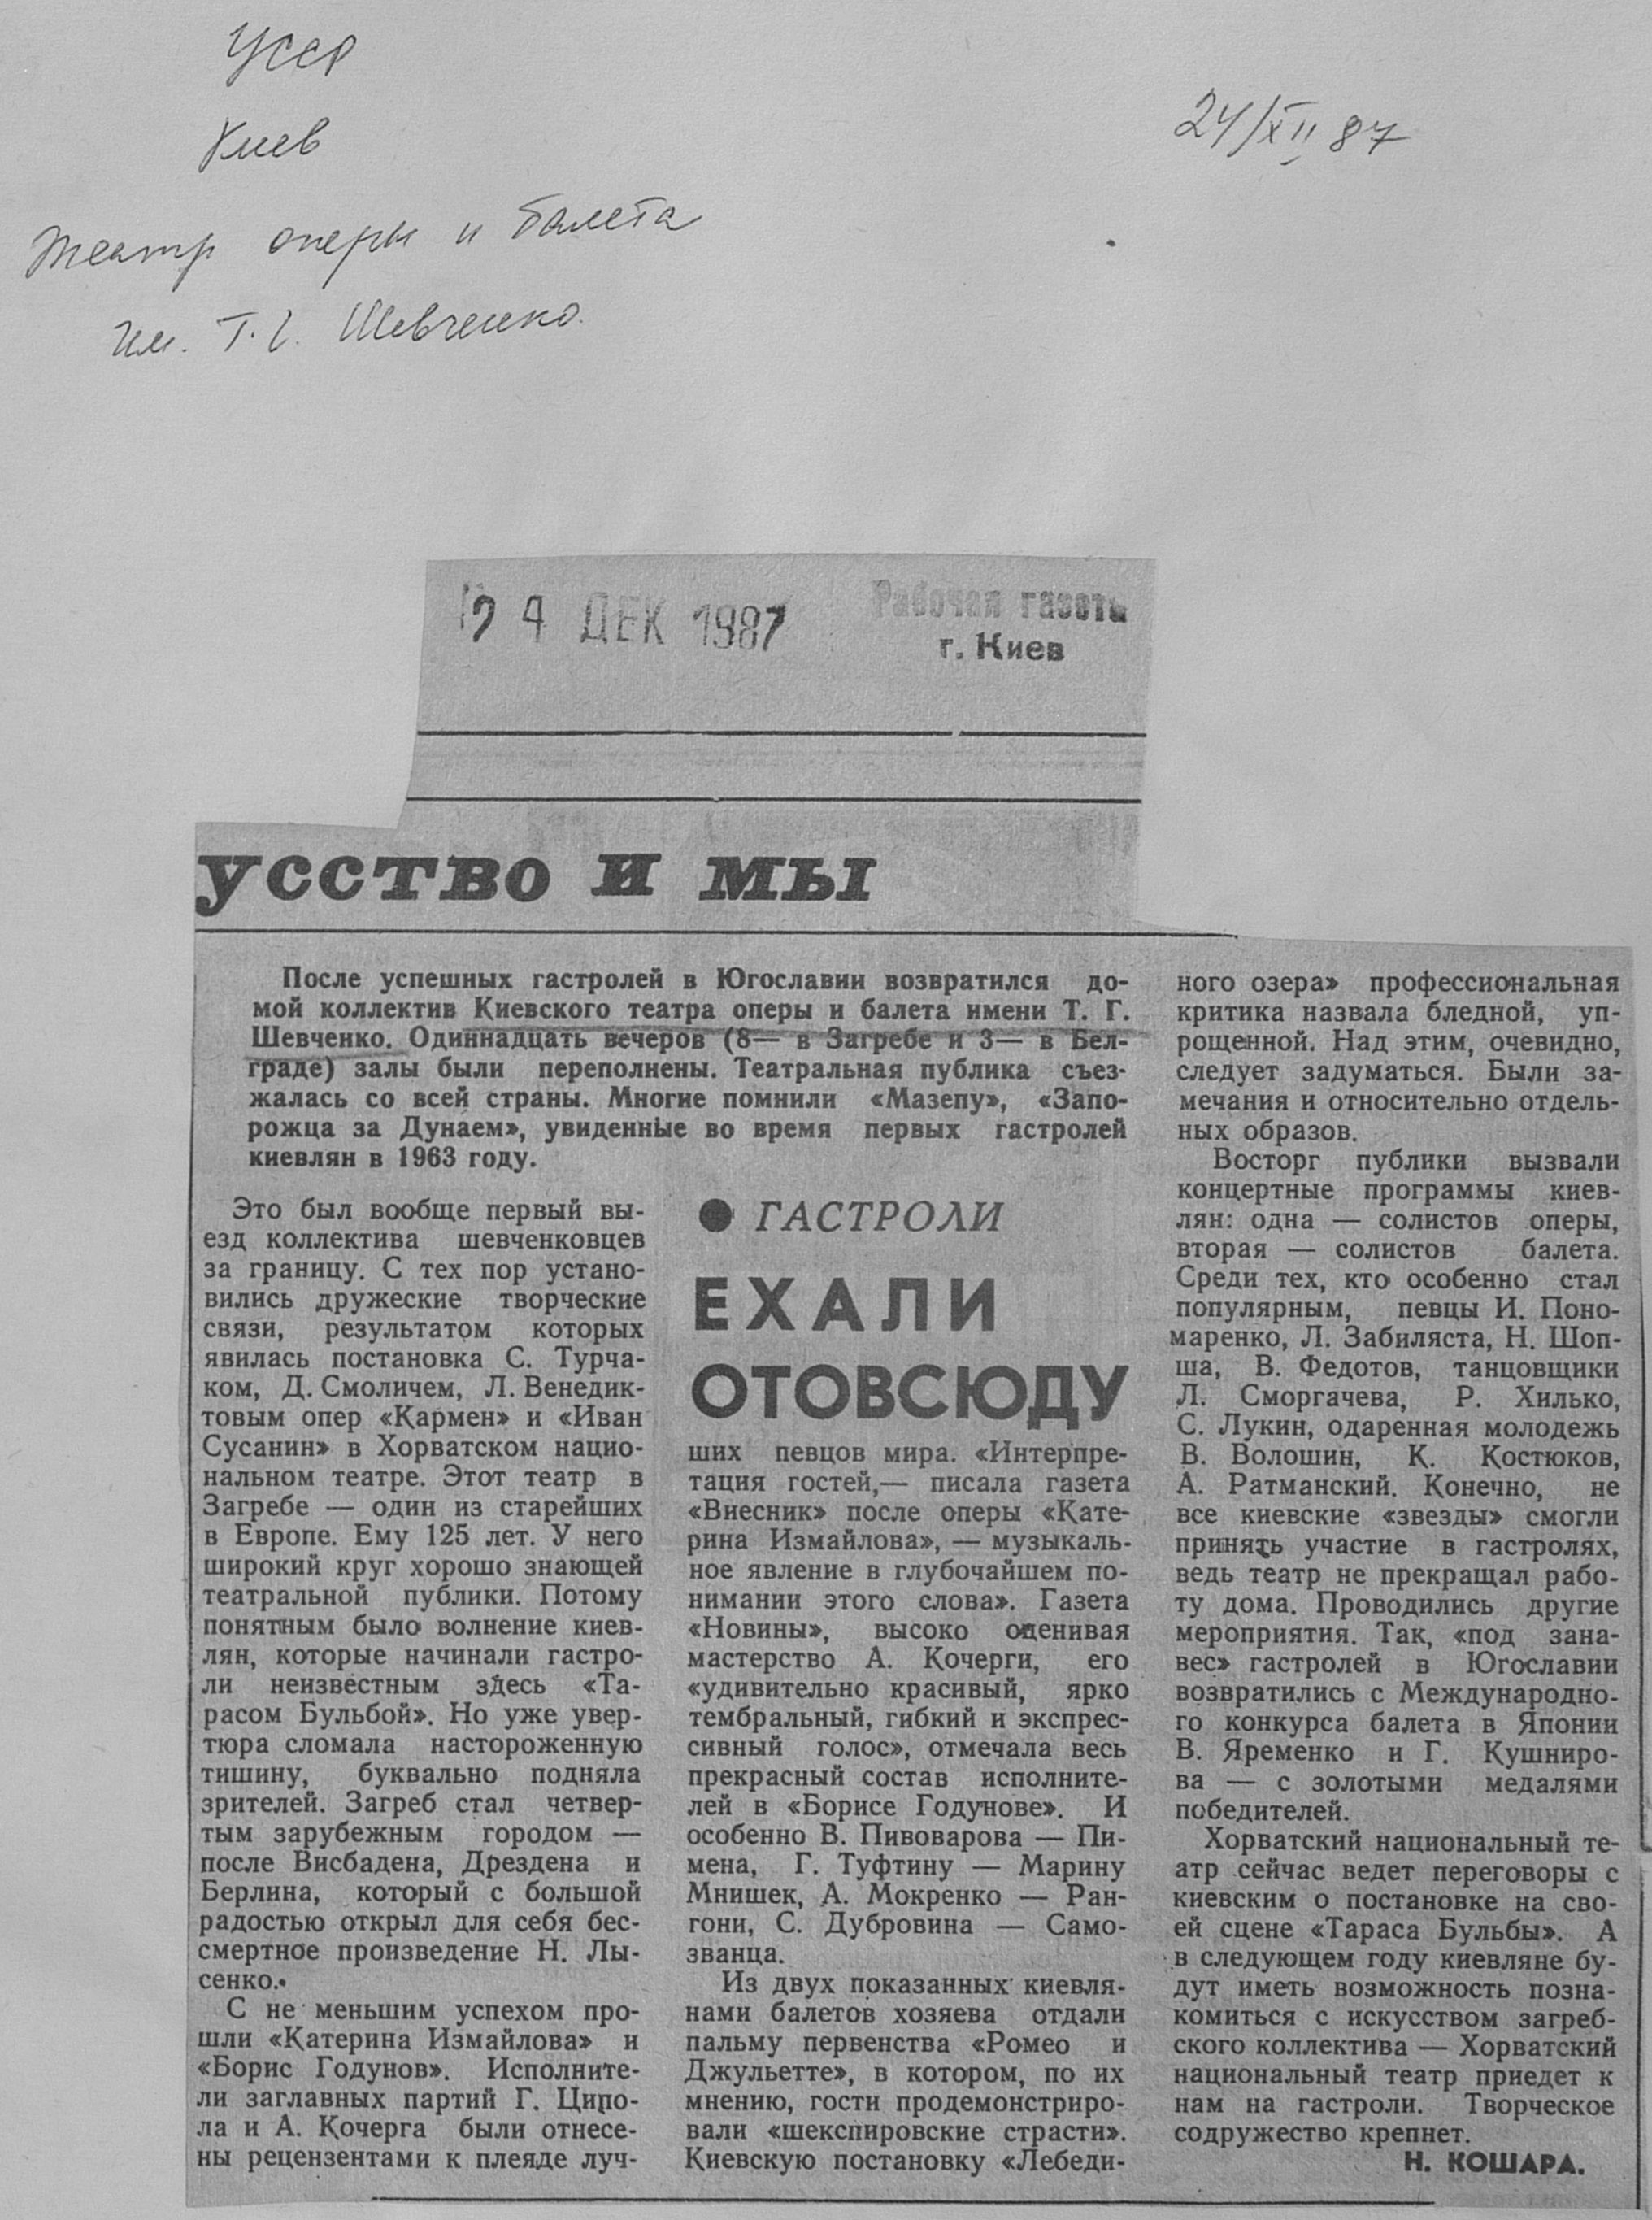 УССР
Киев
Театр оперы и балета
им. Т. Г. Шевченко.
24/XII 87
24 ДЕК 1987
Рабочая газета
г. Киев
усство и мы
После успешных гастролей в Югославии возвратился до-
мой коллектив Киевского театра оперы и балета имени Т. Г.
Шевченко. Одиннадцать вечеров (8— в Загребе и 3— в Бел-
граде) залы были переполнены. Театральная публика съез-
жалась со всей страны. Многие помнили «Мазепу», «Запо-
рожца за Дунаем», увиденные во время первых гастролей
киевлян в 1963 году.
Это был вообще первый вы-
езд коллектива шевченковцев
за границу. С тех пор устано-
вились дружеские творческие
связи, результатом которых
явилась постановка С. Турча-
ком, Д. Смоличем, Л. Венедик-
товым опер «Кармен» и «Иван
Сусанин» в Хорватском нацио-
нальном театре. Этот театр в
Загребе — один из старейших
в Европе. Ему 125 лет. У него
широкий круг хорошо знающей
театральной публики. Потому
понятным было волнение киев-
лян, которые начинали гастро-
ли неизвестным здесь «Та-
расом Бульбой». Но уже увер-
тюра сломала настороженную
тишину, буквально подняла
зрителей. Загреб стал четвер-
тым зарубежным городом —
после Висбадена, Дрездена и
Берлина, который с большой
радостью открыл для себя бес-
смертное произведение Н. Лы-
сенко.
С не меньшим успехом про-
шли «Катерина Измайлова» и
«Борис Годунов». Исполните-
ли заглавных партий Г. Ципо-
ла и А. Кочерга были отнесе-
ны рецензентами к плеяде луч-
● ГАСТРОЛИ
ЕХАЛИ
ОТОВСЮДУ
ших певцов мира. «Интерпре-
тация гостей,— писала газета
«Виесник» после оперы «Кате-
рина Измайлова», — музыкаль-
ное явление в глубочайшем по-
нимании этого слова». Газета
«Новины», высоко оценивая
мастерство А. Кочерги, его
«удивительно красивый, ярко
тембральный, гибкий и экспрес-
сивный голос», отмечала весь
прекрасный состав исполните-
лей в «Борисе Годунове». И
особенно В. Пивоварова — Пи-
мена, Г. Туфтину — Марину
Мнишек, А. Мокренко — Ран-
гони, С. Дубровина — Само-
званца.
Из двух показанных киевля-
нами балетов хозяева отдали
пальму первенства «Ромео и
Джульетте», в котором, по их
мнению, гости продемонстриро-
вали «шекспировские страсти».
Киевскую постановку «Лебеди-
ного озера» профессиональная
критика назвала бледной, уп-
рощенной. Над этим, очевидно,
следует задуматься. Были за-
мечания и относительно отдель-
ных образов.
Восторг публики вызвали
концертные программы киев-
лян: одна — солистов оперы,
вторая — солистов балета.
Среди тех, кто особенно стал
популярным, певцы И. Поно-
маренко, Л. Забиляста, Н. Шоп-
ша, В. Федотов, танцовщики
Л. Сморгачева, Р. Хилько,
С. Лукин, одаренная молодежь
В. Волошин, К. Костюков,
А. Ратманский. Конечно, не
все киевские «звезды» смогли
принять участие в гастролях,
ведь театр не прекращал рабо-
ту дома. Проводились другие
мероприятия. Так, «под зана-
вес» гастролей в Югославии
возвратились с Международно-
го конкурса балета в Японии
В. Яременко и Г. Кушниро-
ва — с золотыми медалями
победителей.
Хорватский национальный те-
атр сейчас ведет переговоры с
киевским о постановке на сво-
ей сцене «Тараса Бульбы». А
в следующем году киевляне бу-
дут иметь возможность позна-
комиться с искусством загреб-
ского коллектива — Хорватский
национальный театр приедет к
нам на гастроли. Творческое
содружество крепнет.
Н. КОШАРА.